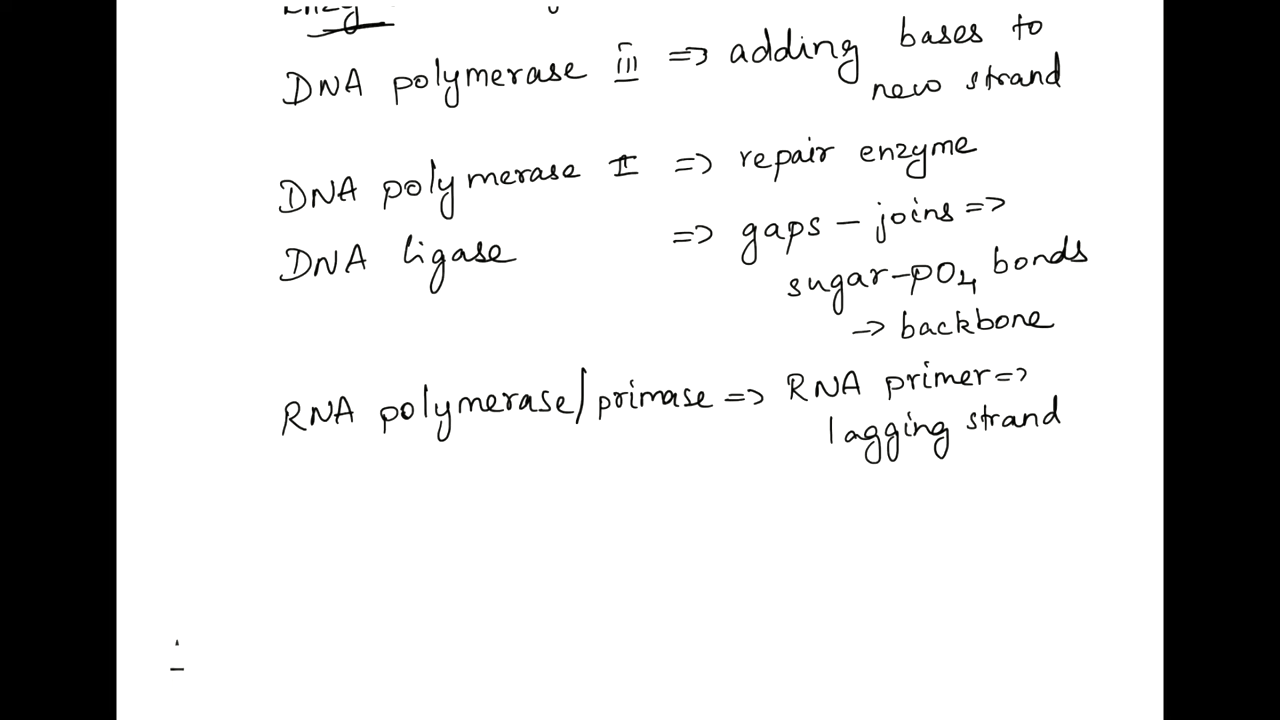 DNA polymerase III => adding bases to
new strand
DNA polymerase I => repair enzyme
DNA ligase => gaps - joins =>
sugar-PO4 bonds
-> backbone
RNA polymerase/primase => RNA primer =>
lagging strand